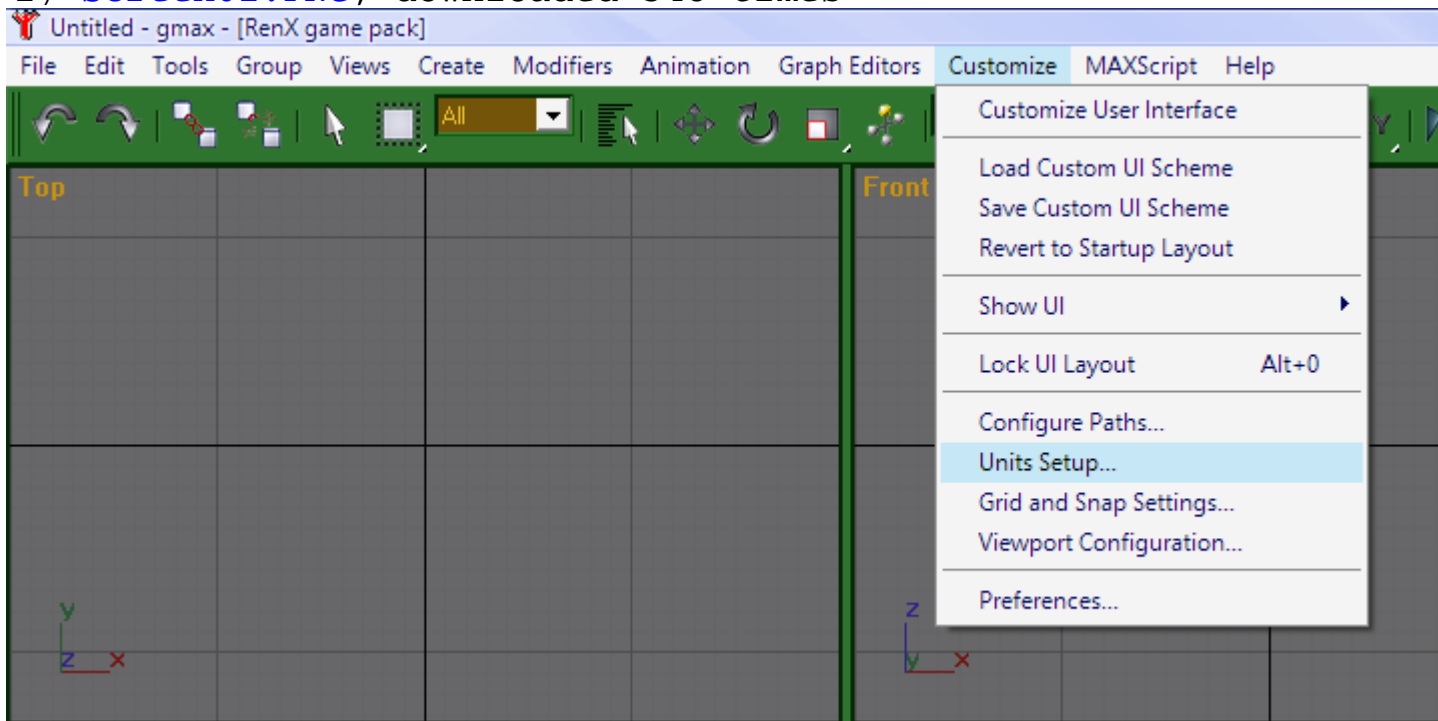 Untitled - gmax - [RenX game pack]
File Edit Tools Group Views Create Modifiers Animation Graph Editors Customize MAXScript Help
All
Customize User Interface
Load Custom UI Scheme
Save Custom UI Scheme
Revert to Startup Layout
Show UI
Lock UI Layout Alt+0
Configure Paths...
Units Setup...
Grid and Snap Settings...
Viewport Configuration...
Preferences...
Top
Front
y
z x
z
y x